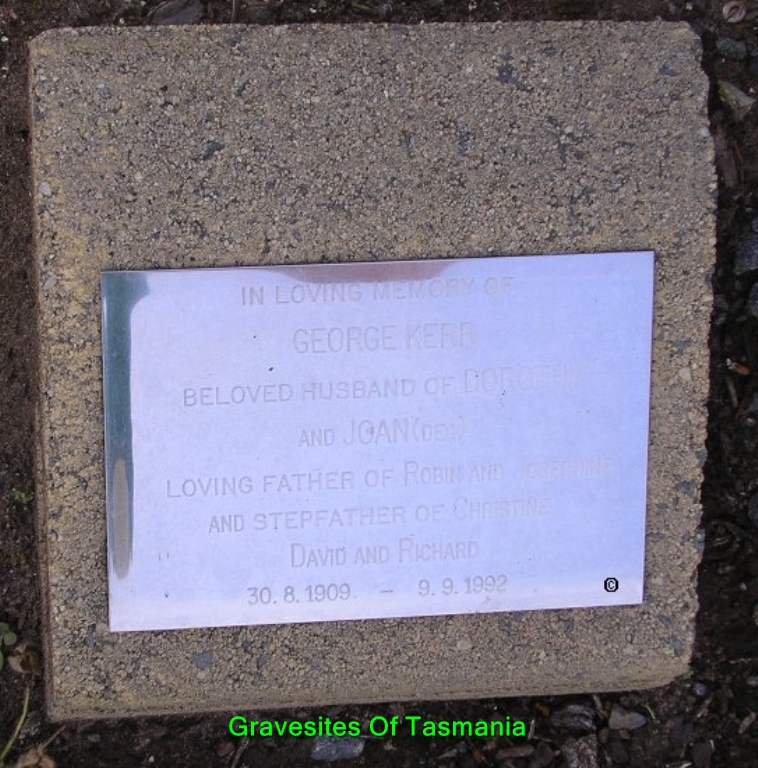 IN LOVING MEMORY OF
GEORGE KERR
BELOVED HUSBAND OF DOROTHY
AND JOAN (DEC)
LOVING FATHER OF ROBIN AND JOSEPHINE
AND STEPFATHER OF CHRISTINE
DAVID AND RICHARD
30.8.1909 – 9.9.1992
©
Gravesites Of Tasmania